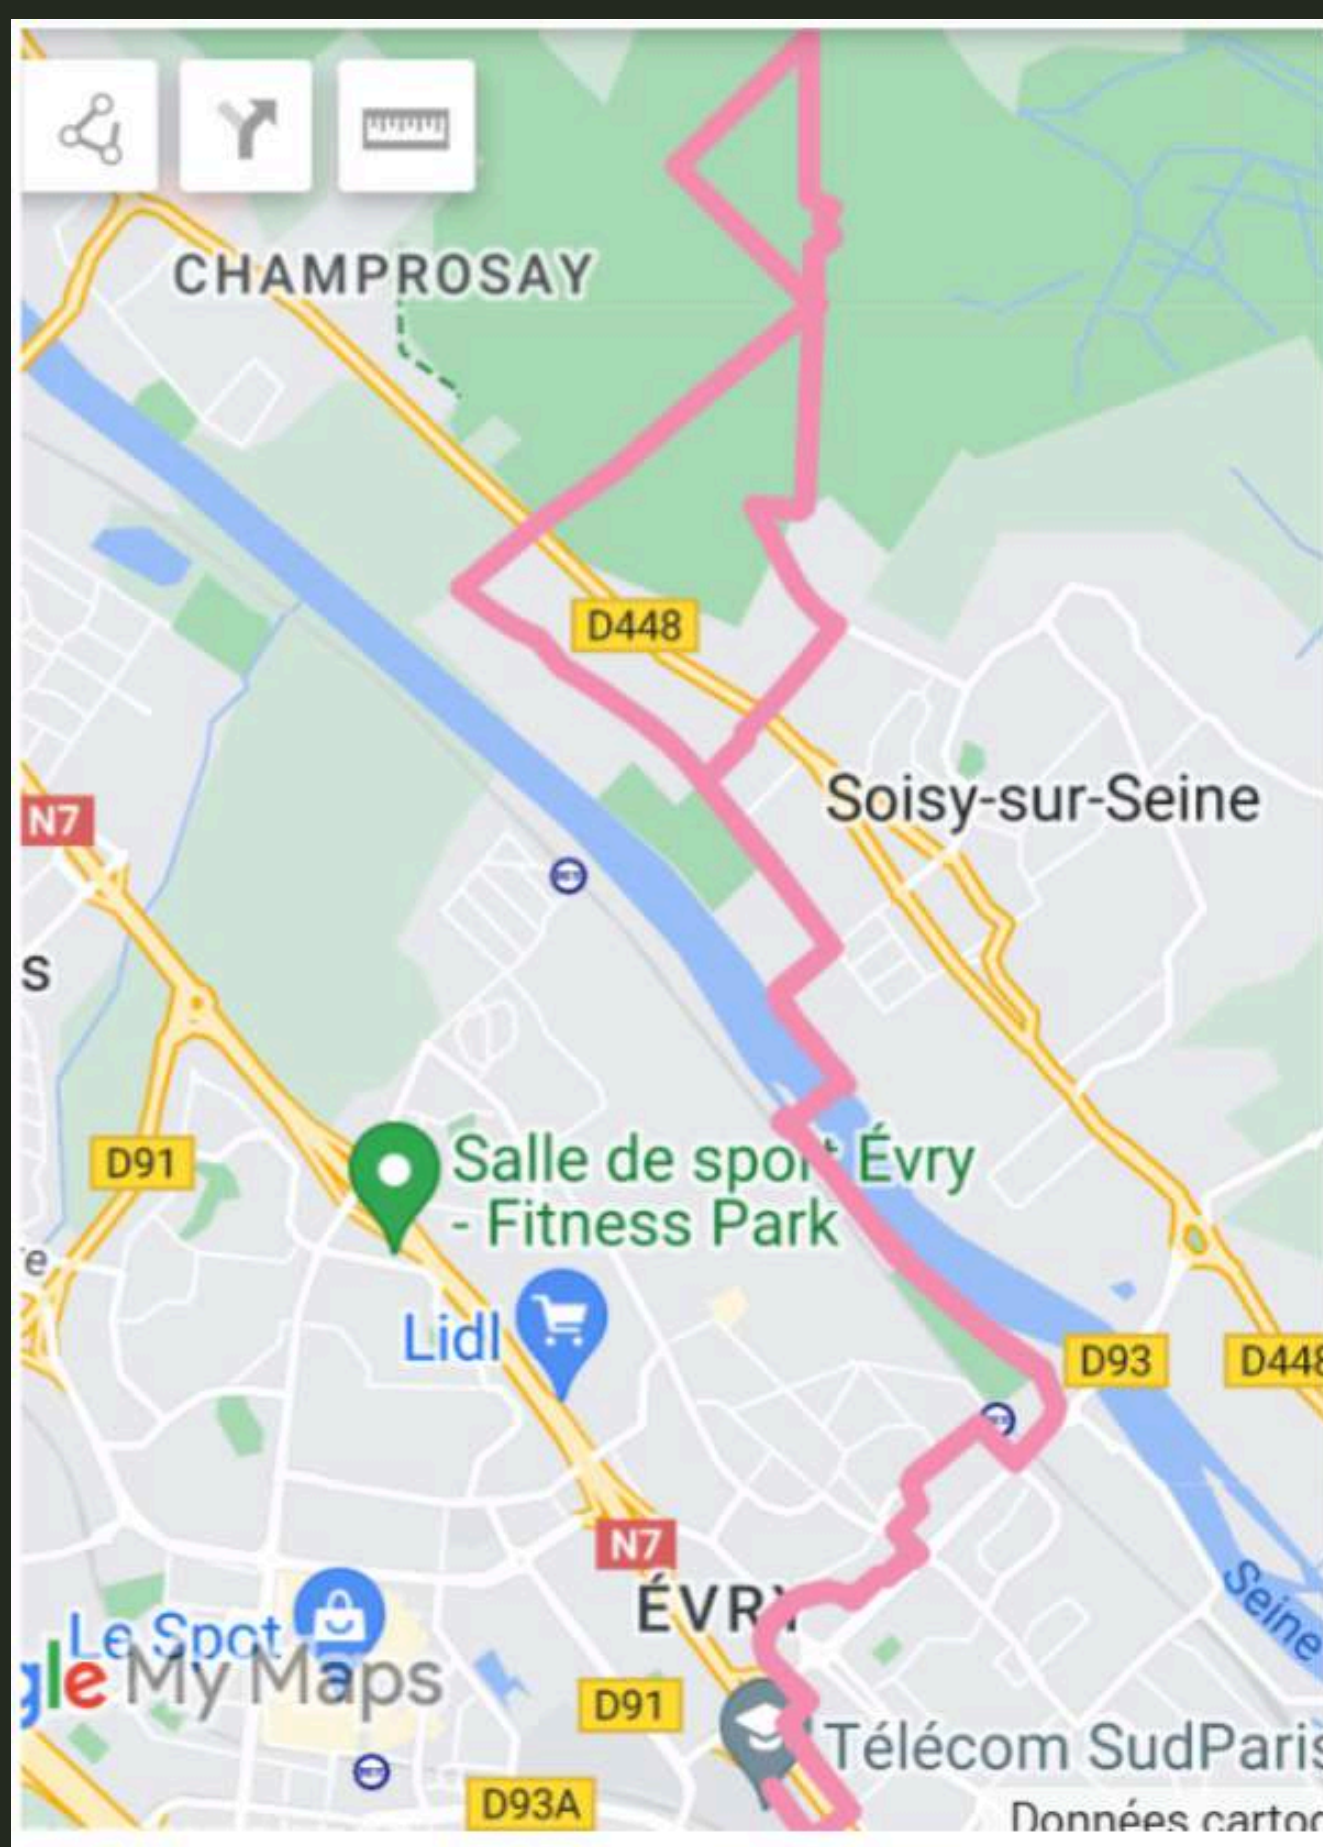 CHAMPROSAY
D448
N7
Soisy-sur-Seine
s
D91
Salle de sport Évry
- Fitness Park
re
Lidl
D93
D448
N7
ÉVRY
Seine
Le Spot
gle My Maps
D91
Télécom SudParis
D93A
Données cartog